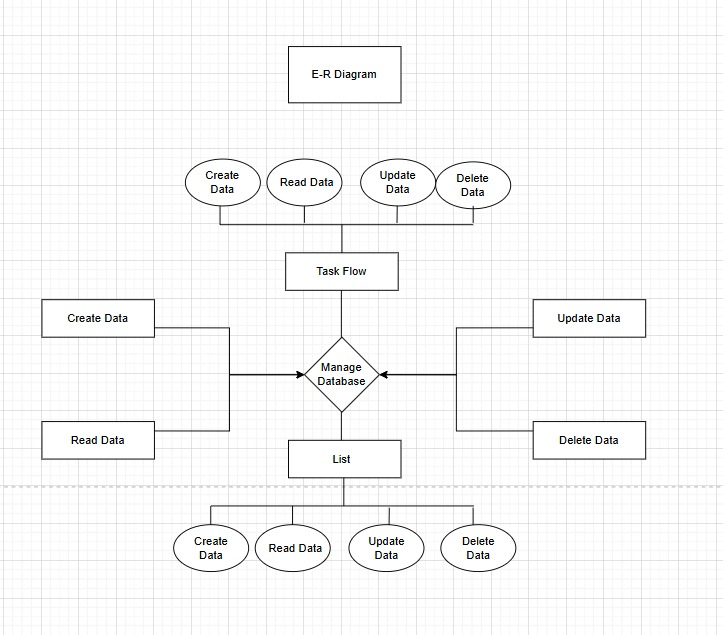 E-R Diagram
Create
Data
Read Data
Update
Data
Delete
Data
Task Flow
Create Data
Update Data
Manage
Database
Read Data
Delete Data
List
Create
Data
Read Data
Update
Data
Delete
Data